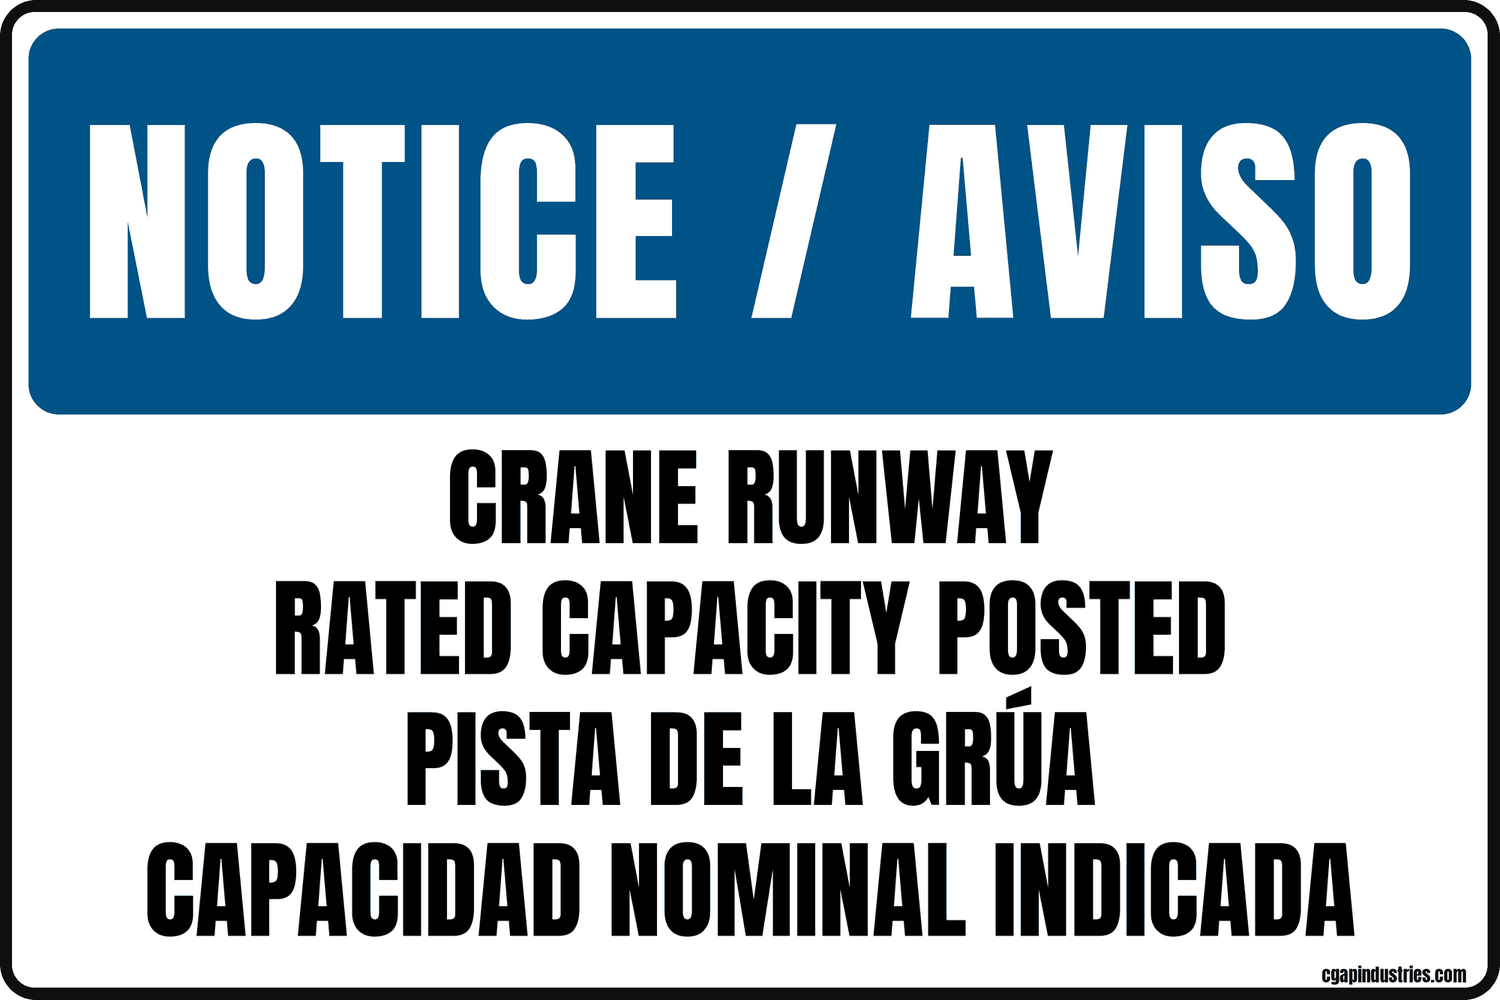 NOTICE / AVISO
CRANE RUNWAY
RATED CAPACITY POSTED
PISTA DE LA GRÚA
CAPACIDAD NOMINAL INDICADA
cgapindustries.com